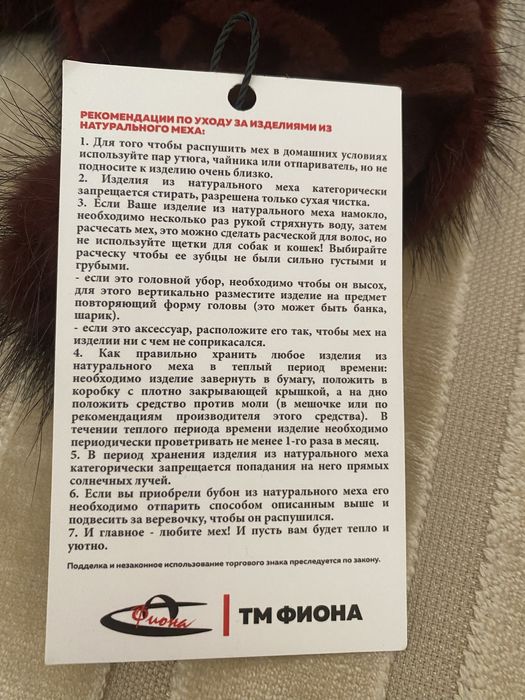 РЕКОМЕНДАЦИИ ПО УХОДУ ЗА ИЗДЕЛИЯМИ ИЗ
НАТУРАЛЬНОГО МЕХА:
1. Для того чтобы распушить мех в домашних условиях
используйте пар утюга, чайника или отпариватель, но не
подносите к изделию очень близко.
2. Изделия из натурального меха категорически
запрещается стирать, разрешена только сухая чистка.
3. Если Ваше изделие из натурального меха намокло,
необходимо несколько раз рукой стряхнуть воду, затем
расчесать мех, это можно сделать расческой для волос, но
не используйте щетки для собак и кошек! Выбирайте
расческу чтобы ее зубцы не были сильно густыми и
грубыми.
- если это головной убор, необходимо чтобы он высох,
для этого вертикально разместите изделие на предмет
повторяющий форму головы (это может быть банка,
шарик).
- если это аксессуар, расположите его так, чтобы мех на
изделии ни с чем не соприкасался.
4. Как правильно хранить любое изделия из
натурального меха в теплый период времени:
необходимо изделие завернуть в бумагу, положить в
коробку с плотно закрывающей крышкой, а на дно
положить средство против моли (в мешочке или по
рекомендациям производителя этого средства). В
течении теплого периода времени изделие необходимо
периодически проветривать не менее 1-го раза в месяц.
5. В период хранения изделия из натурального меха
категорически запрещается попадания на него прямых
солнечных лучей.
6. Если вы приобрели бубон из натурального меха его
необходимо отпарить способом описанным выше и
подвесить за веревочку, чтобы он распушился.
7. И главное - любите мех! И пусть вам будет тепло и
уютно.
Подделка и незаконное использование торгового знака преследуется по закону.
Фиона
ТМ ФИОНА